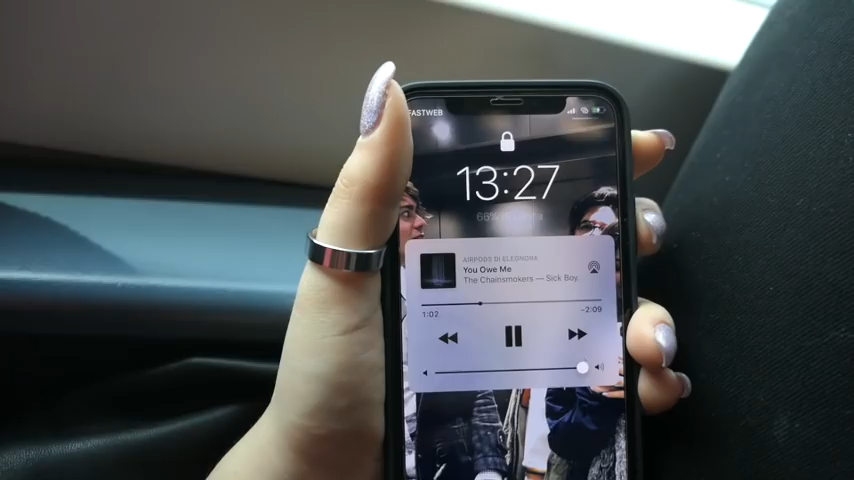 FASTWEB
13:27
AIRPODS DI ELEONORA
You Owe Me
The Chainsmokers — Sick Boy
1:02
-2:09